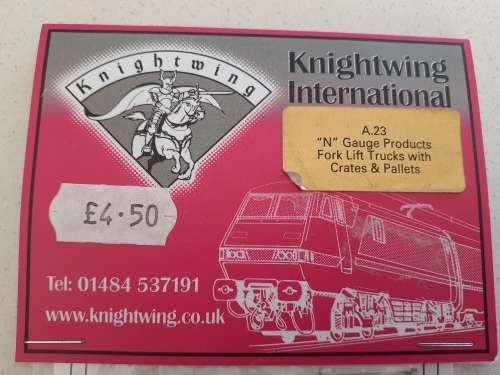 Knightwing
Knightwing
International
A.23
"N" Gauge Products
Fork Lift Trucks with
Crates & Pallets
£4.50
Tel: 01484 537191
www.knightwing.co.uk